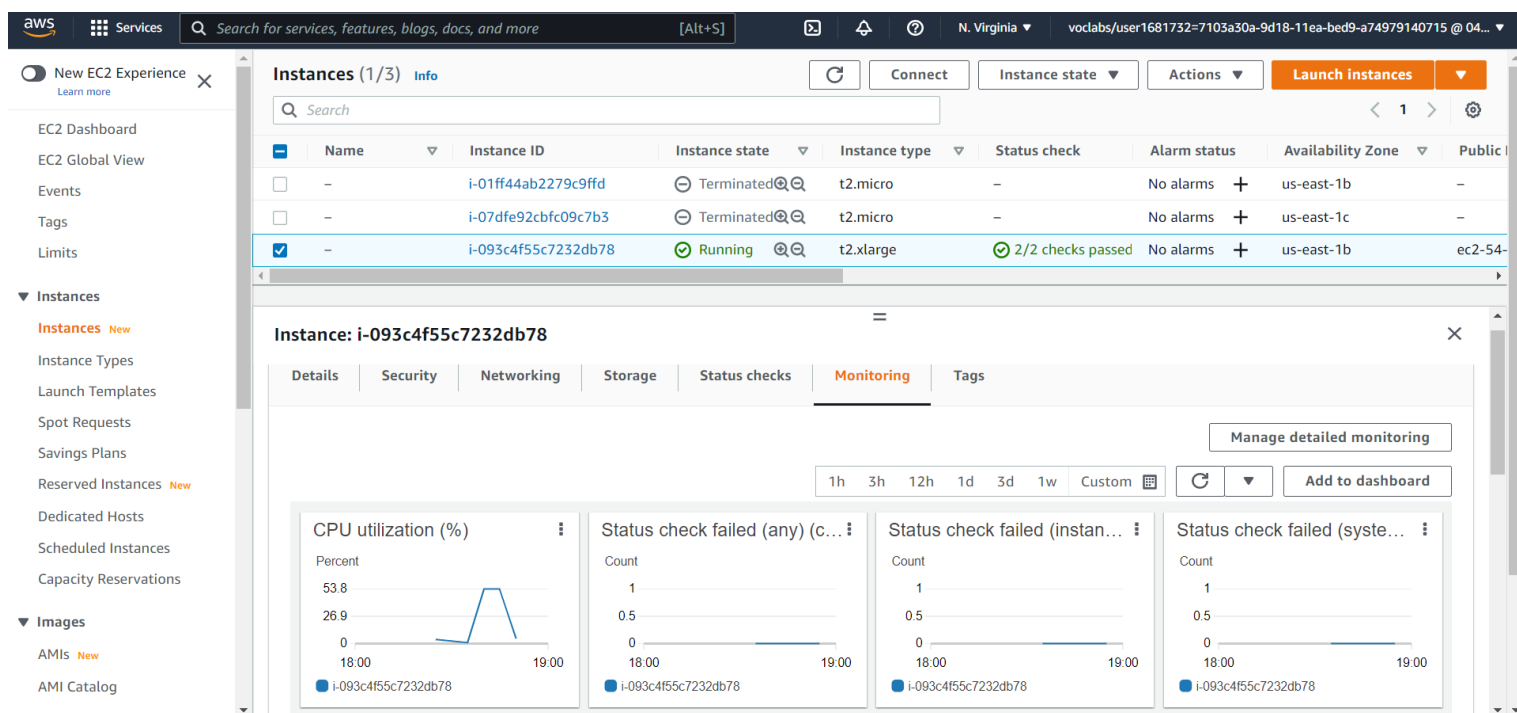 aws Services Search for services, features, blogs, docs, and more [Alt+S] N. Virginia ▼ voclabs/user1681732=7103a30a-9d18-11ea-bed9-a74979140715 @ 04... ▼
New EC2 Experience
Learn more
EC2 Dashboard
EC2 Global View
Events
Tags
Limits
Instances
Instances New
Instance Types
Launch Templates
Spot Requests
Savings Plans
Reserved Instances New
Dedicated Hosts
Scheduled Instances
Capacity Reservations
Images
AMIs New
AMI Catalog
Instances (1/3) Info Connect Instance state ▼ Actions ▼ Launch instances ▼
Search
1
Name Instance ID Instance state Instance type Status check Alarm status Availability Zone Public
– i-01ff44ab2279c9ffd Terminated t2.micro – No alarms + us-east-1b –
– i-07dfe92cbfc09c7b3 Terminated t2.micro – No alarms + us-east-1c –
– i-093c4f55c7232db78 Running t2.xlarge 2/2 checks passed No alarms + us-east-1b ec2-54-
Instance: i-093c4f55c7232db78
Details Security Networking Storage Status checks Monitoring Tags
Manage detailed monitoring
1h 3h 12h 1d 3d 1w Custom Add to dashboard
CPU utilization (%)
Percent
53.8
26.9
0
18:00 19:00
i-093c4f55c7232db78
Status check failed (any) (c...
Count
1
0.5
0
18:00 19:00
i-093c4f55c7232db78
Status check failed (instan...
Count
1
0.5
0
18:00 19:00
i-093c4f55c7232db78
Status check failed (syste...
Count
1
0.5
0
18:00 19:00
i-093c4f55c7232db78